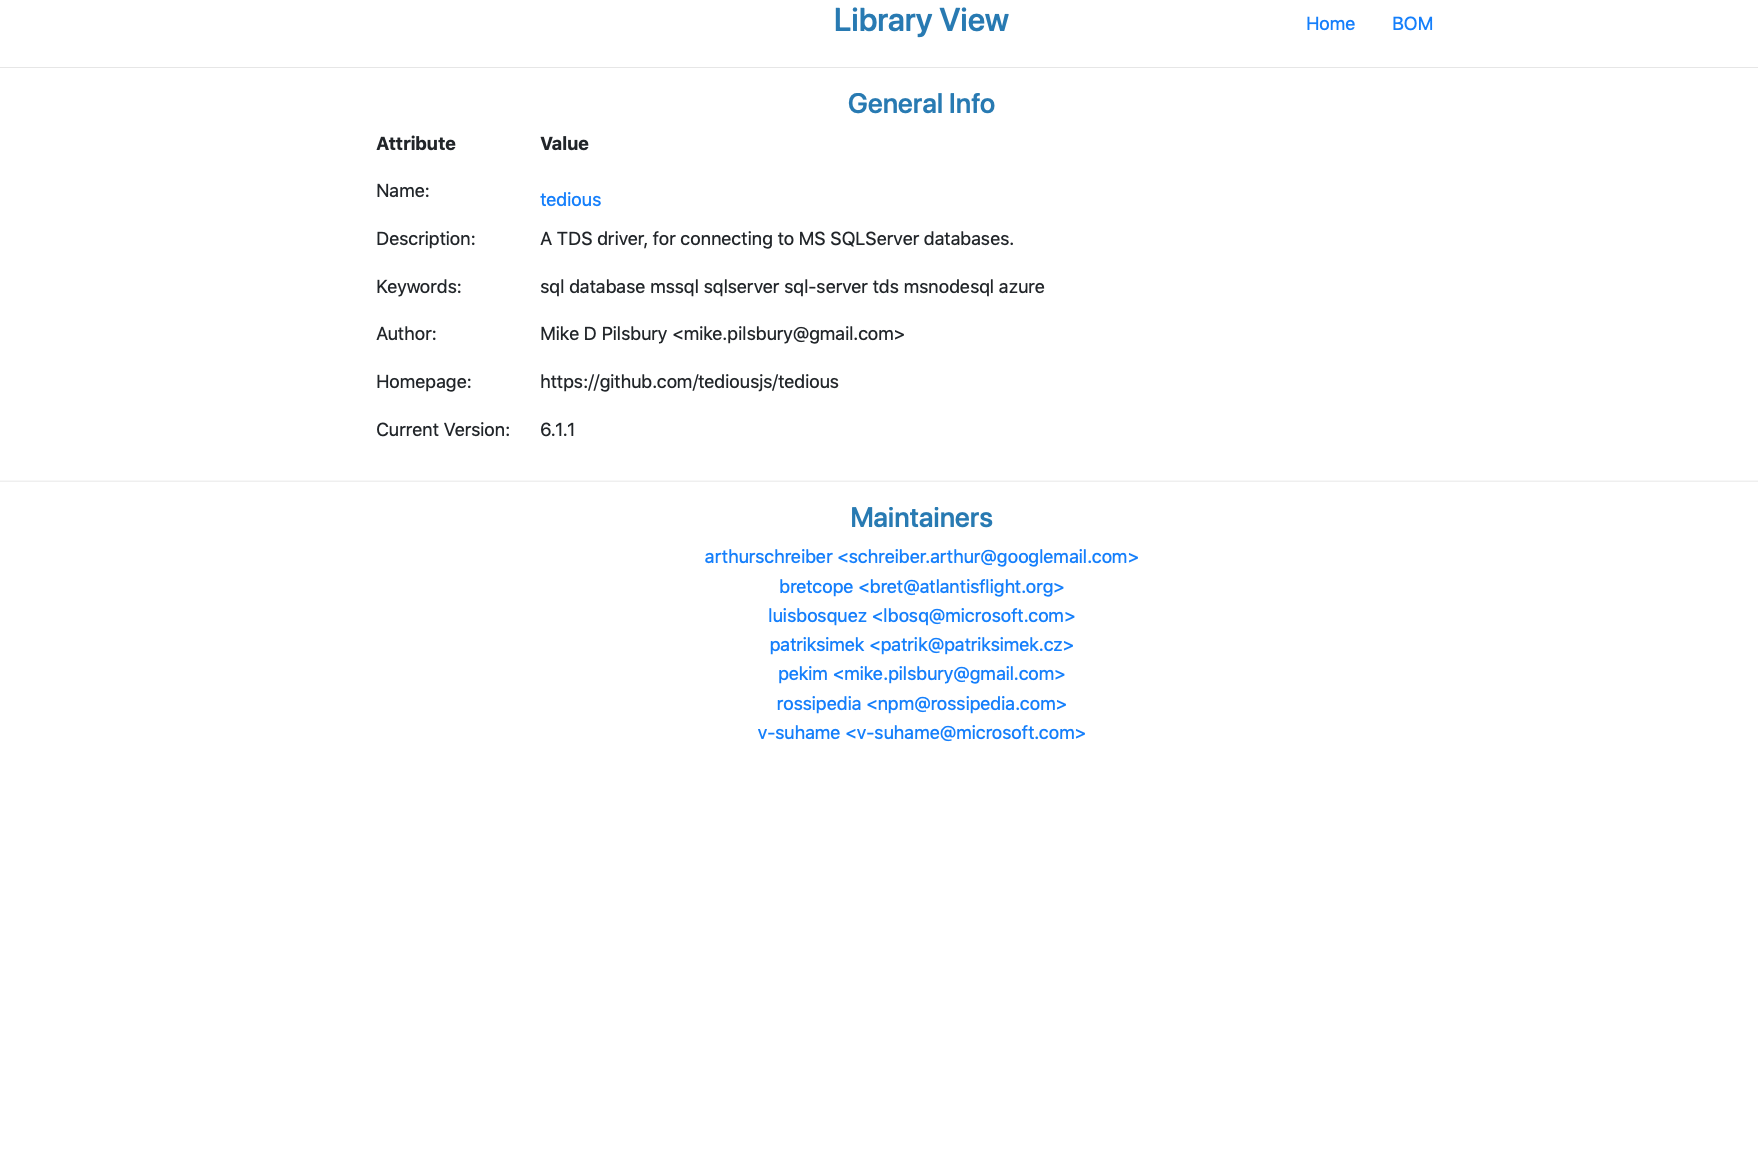 Library View
Home BOM
General Info
Attribute Value
Name: tedious
Description: A TDS driver, for connecting to MS SQLServer databases.
Keywords: sql database mssql sqlserver sql-server tds msnodesql azure
Author: Mike D Pilsbury <mike.pilsbury@gmail.com>
Homepage: https://github.com/tediousjs/tedious
Current Version: 6.1.1
Maintainers
arthurschreiber <schreiber.arthur@googlemail.com>
bretcope <bret@atlantisflight.org>
luisbosquez <lbosq@microsoft.com>
patriksimek <patrik@patriksimek.cz>
pekim <mike.pilsbury@gmail.com>
rossipedia <npm@rossipedia.com>
v-suhame <v-suhame@microsoft.com>